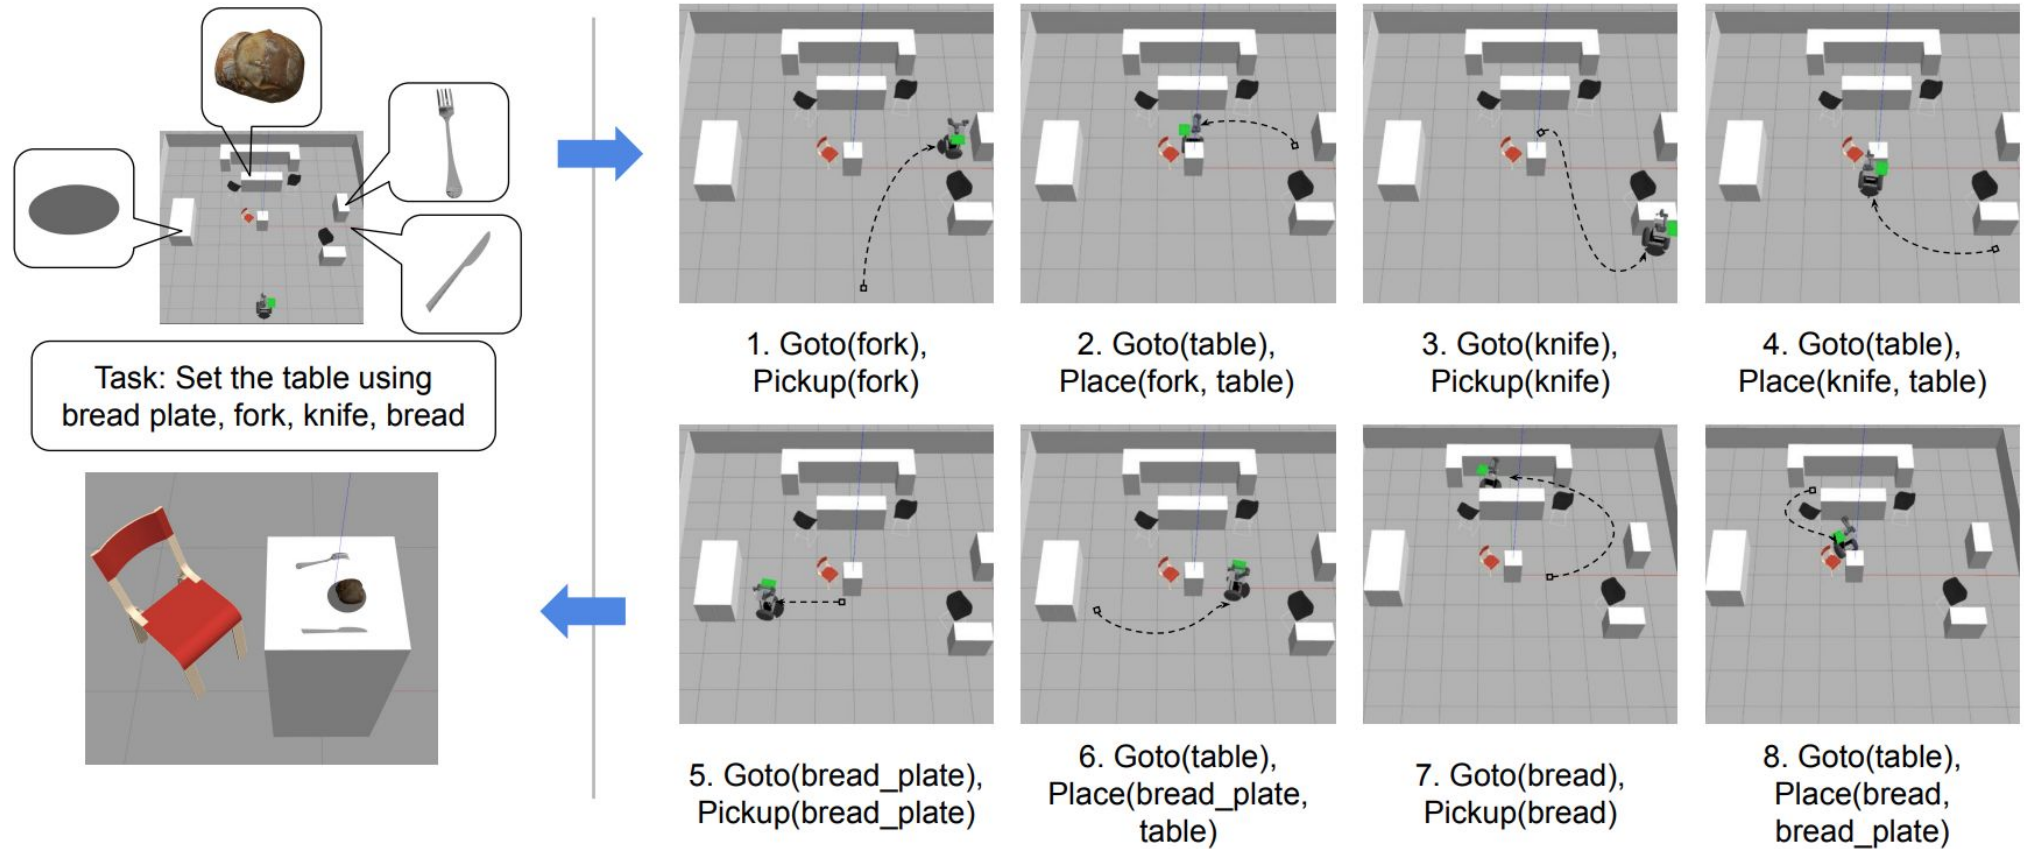 Task: Set the table using
bread plate, fork, knife, bread
1. Goto(fork),
Pickup(fork)
2. Goto(table),
Place(fork, table)
3. Goto(knife),
Pickup(knife)
4. Goto(table),
Place(knife, table)
5. Goto(bread_plate),
Pickup(bread_plate)
6. Goto(table),
Place(bread_plate,
table)
7. Goto(bread),
Pickup(bread)
8. Goto(table),
Place(bread,
bread_plate)